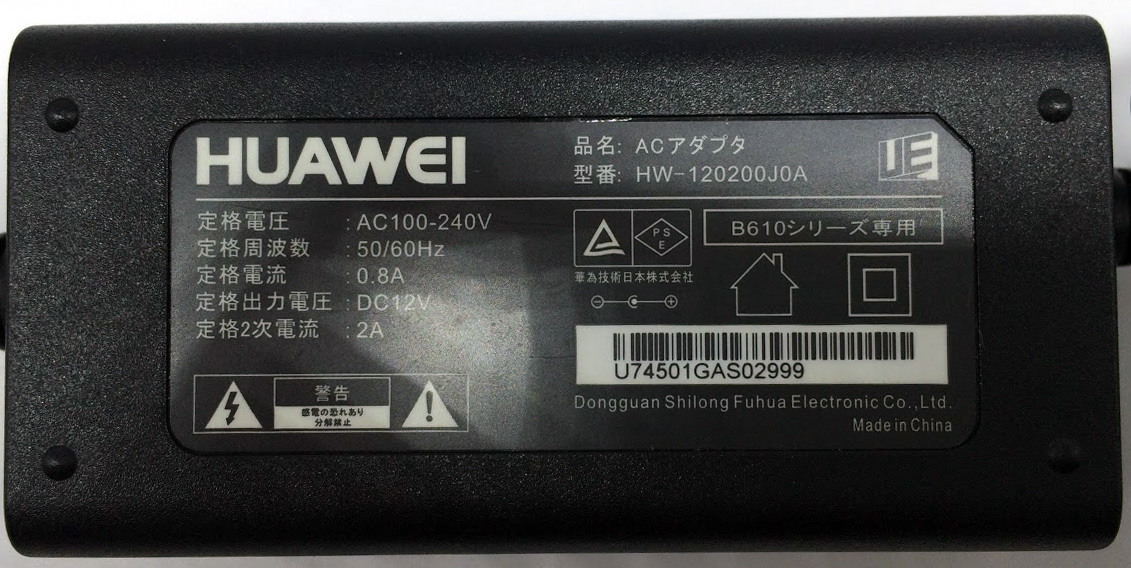 HUAWEI
品名: ACアダプタ
型番: HW-120200J0A
定格電圧 : AC100-240V
定格周波数 : 50/60Hz
定格電流 : 0.8A
定格出力電圧 : DC12V
定格2次電流 : 2A
PSE
B610シリーズ専用
華為技術日本株式会社
警告
感電の恐れあり
分解禁止
U74501GAS02999
Dongguan Shilong Fuhua Electronic Co.,Ltd.
Made in China